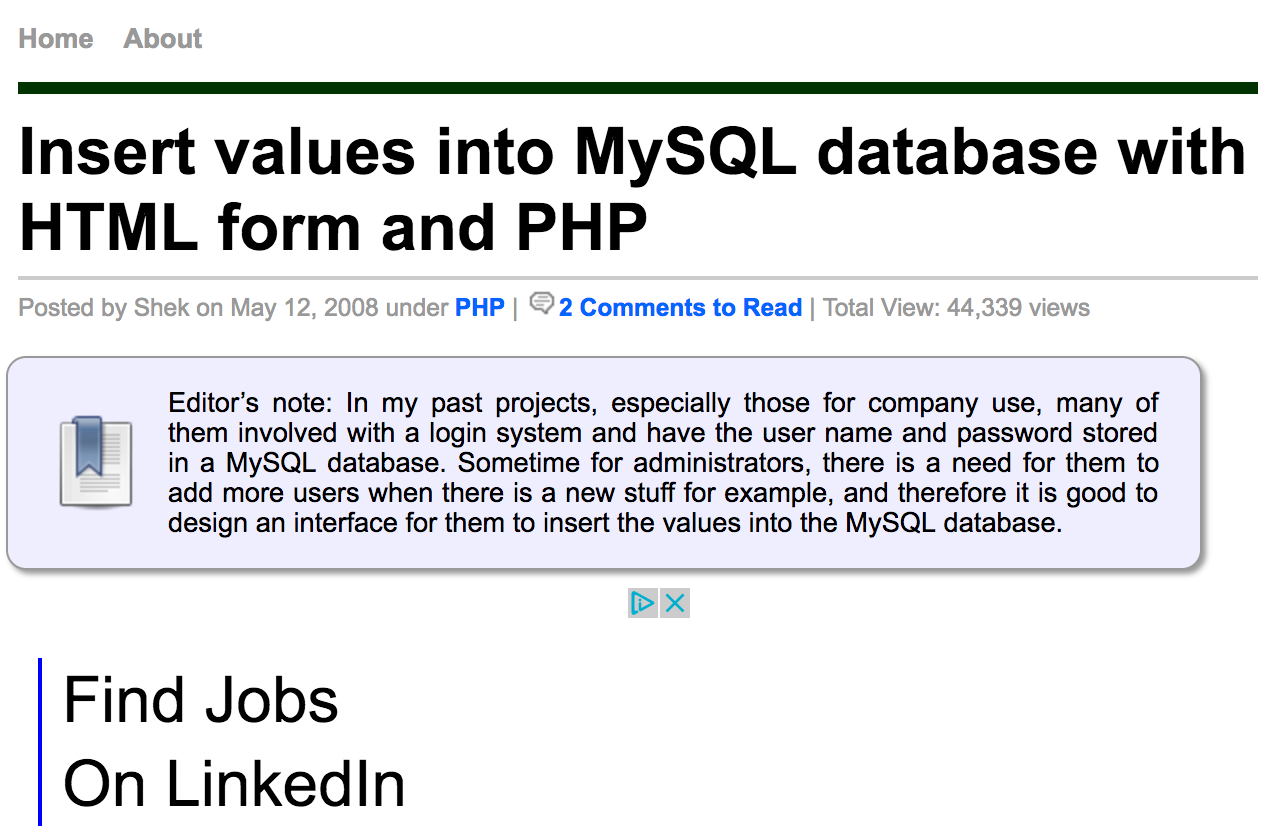 Home About
Insert values into MySQL database with
HTML form and PHP
Posted by Shek on May 12, 2008 under PHP | 2 Comments to Read | Total View: 44,339 views
Editor’s note: In my past projects, especially those for company use, many of
them involved with a login system and have the user name and password stored
in a MySQL database. Sometime for administrators, there is a need for them to
add more users when there is a new stuff for example, and therefore it is good to
design an interface for them to insert the values into the MySQL database.
Find Jobs
On LinkedIn